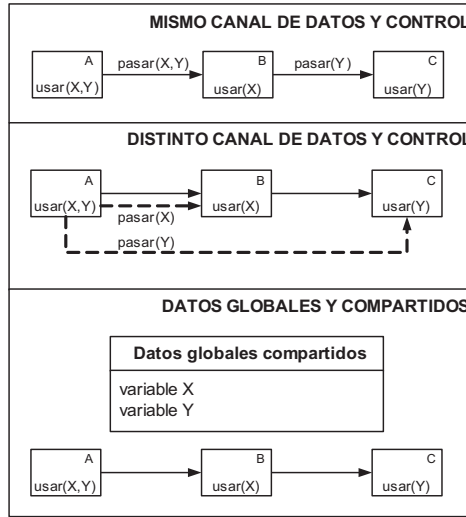 MISMO CANAL DE DATOS Y CONTROL
A pasar(X,Y) B pasar(Y) C
usar(X,Y) usar(X) usar(Y)
DISTINTO CANAL DE DATOS Y CONTROL
A B C
usar(X,Y) usar(X) usar(Y)
pasar(X)
pasar(Y)
DATOS GLOBALES Y COMPARTIDOS
Datos globales compartidos
variable X
variable Y
A B C
usar(X,Y) usar(X) usar(Y)